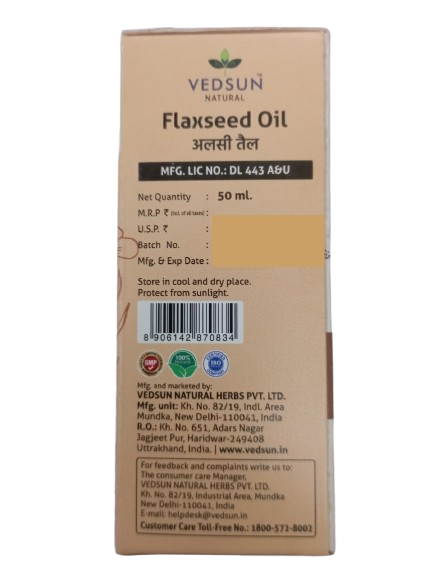 VEDSUN™
NATURAL
Flaxseed Oil
अलसी तैल
MFG. LIC NO.: DL 443 A&U
Net Quantity : 50 ml.
M.R.P ₹ (Incl. of all taxes) :
U.S.P. ₹ :
Batch No. :
Mfg. & Exp Date :
Store in cool and dry place.
Protect from sunlight.
8 906142 870834
GMP 100% ISO
Mfg. and marketed by:
VEDSUN NATURAL HERBS PVT. LTD.
Mfg. unit: Kh. No. 82/19, Indl. Area
Mundka, New Delhi-110041, India
R.O.: Kh. No. 651, Adars Nagar
Jagjeet Pur, Haridwar-249408
Uttrakhand, India. | www.vedsun.in
For feedback and complaints write us to:
The consumer care Manager,
VEDSUN NATURAL HERBS PVT. LTD.
Kh. No. 82/19, Industrial Area, Mundka
New Delhi-110041, India
E-mail: helpdesk@vedsun.in
Customer Care Toll-Free No.: 1800-572-8002